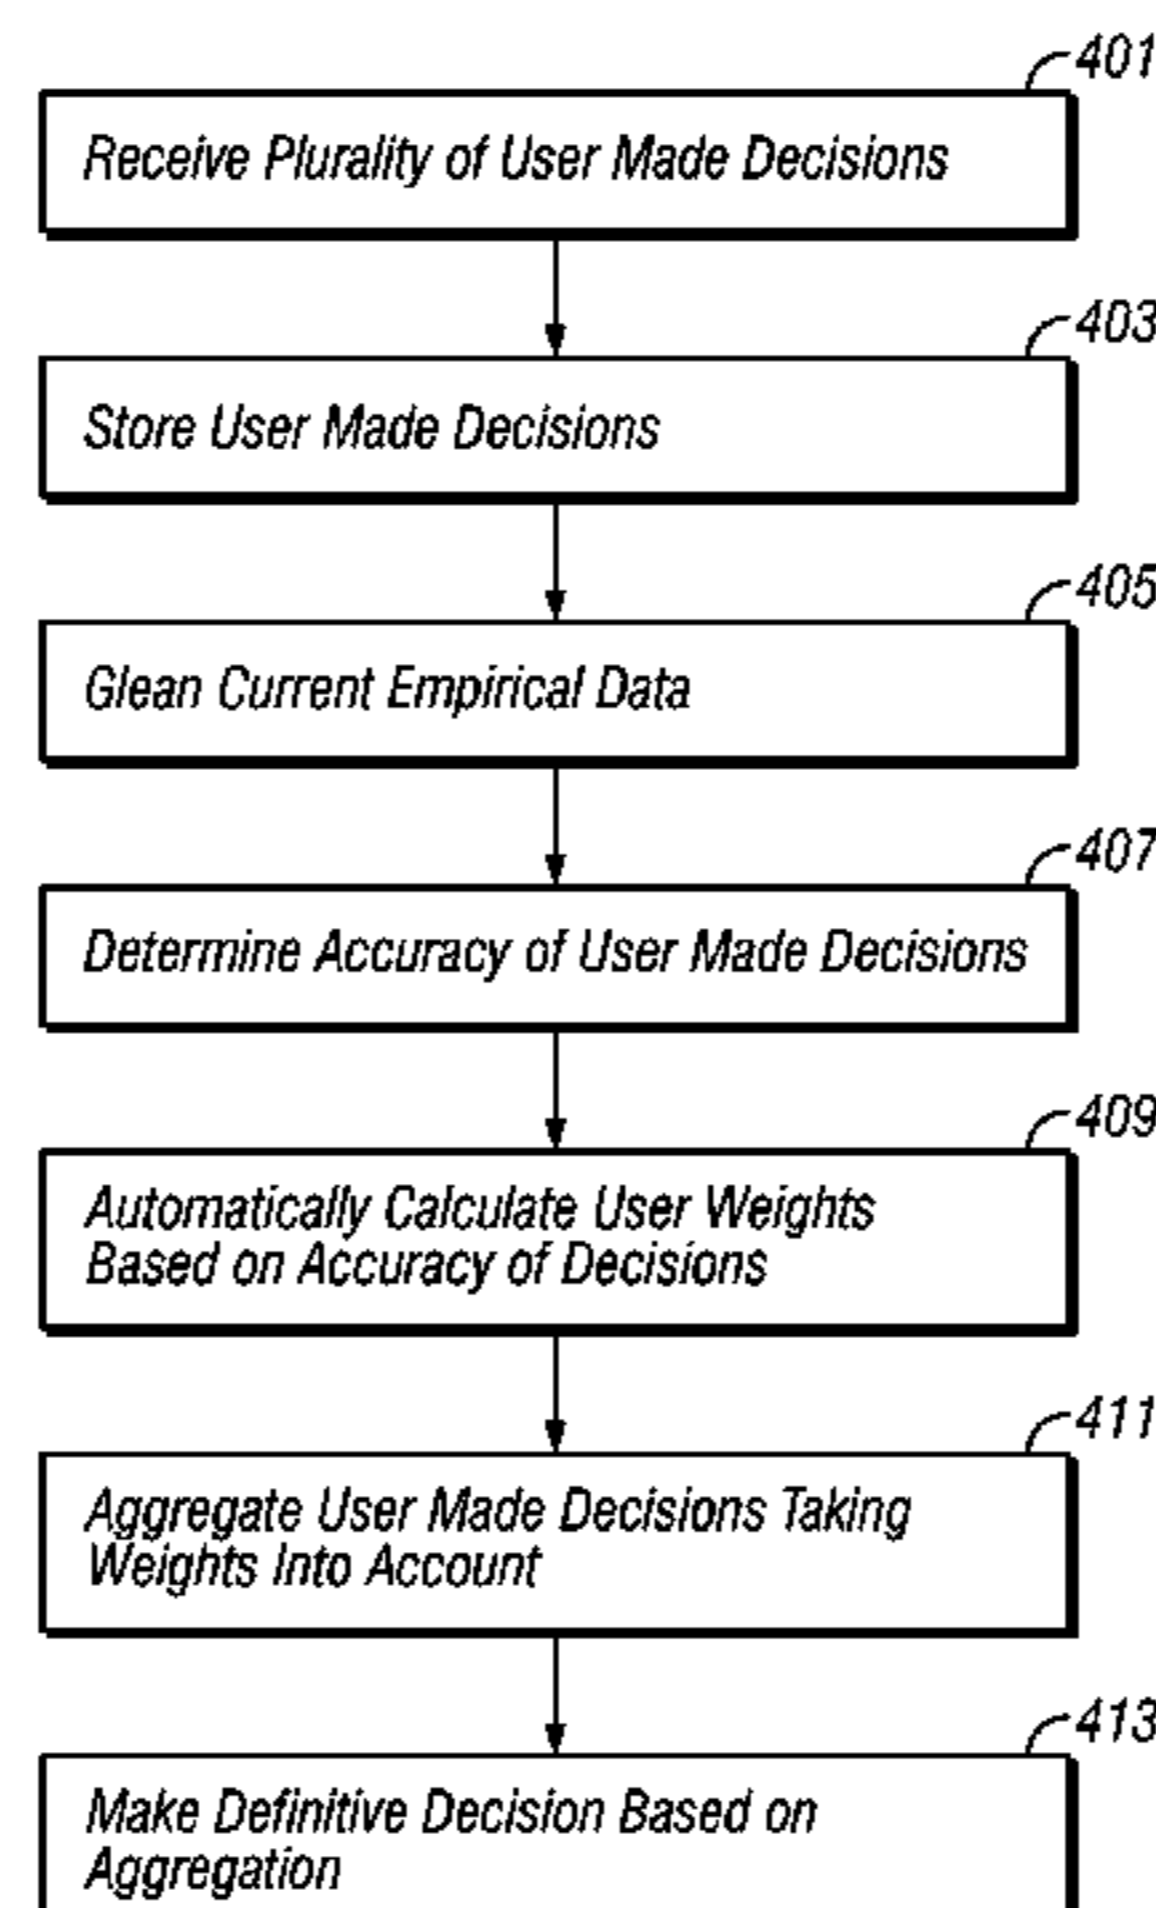 401
Receive Plurality of User Made Decisions
403
Store User Made Decisions
405
Glean Current Empirical Data
407
Determine Accuracy of User Made Decisions
409
Automatically Calculate User Weights
Based on Accuracy of Decisions
411
Aggregate User Made Decisions Taking
Weights Into Account
413
Make Definitive Decision Based on
Aggregation